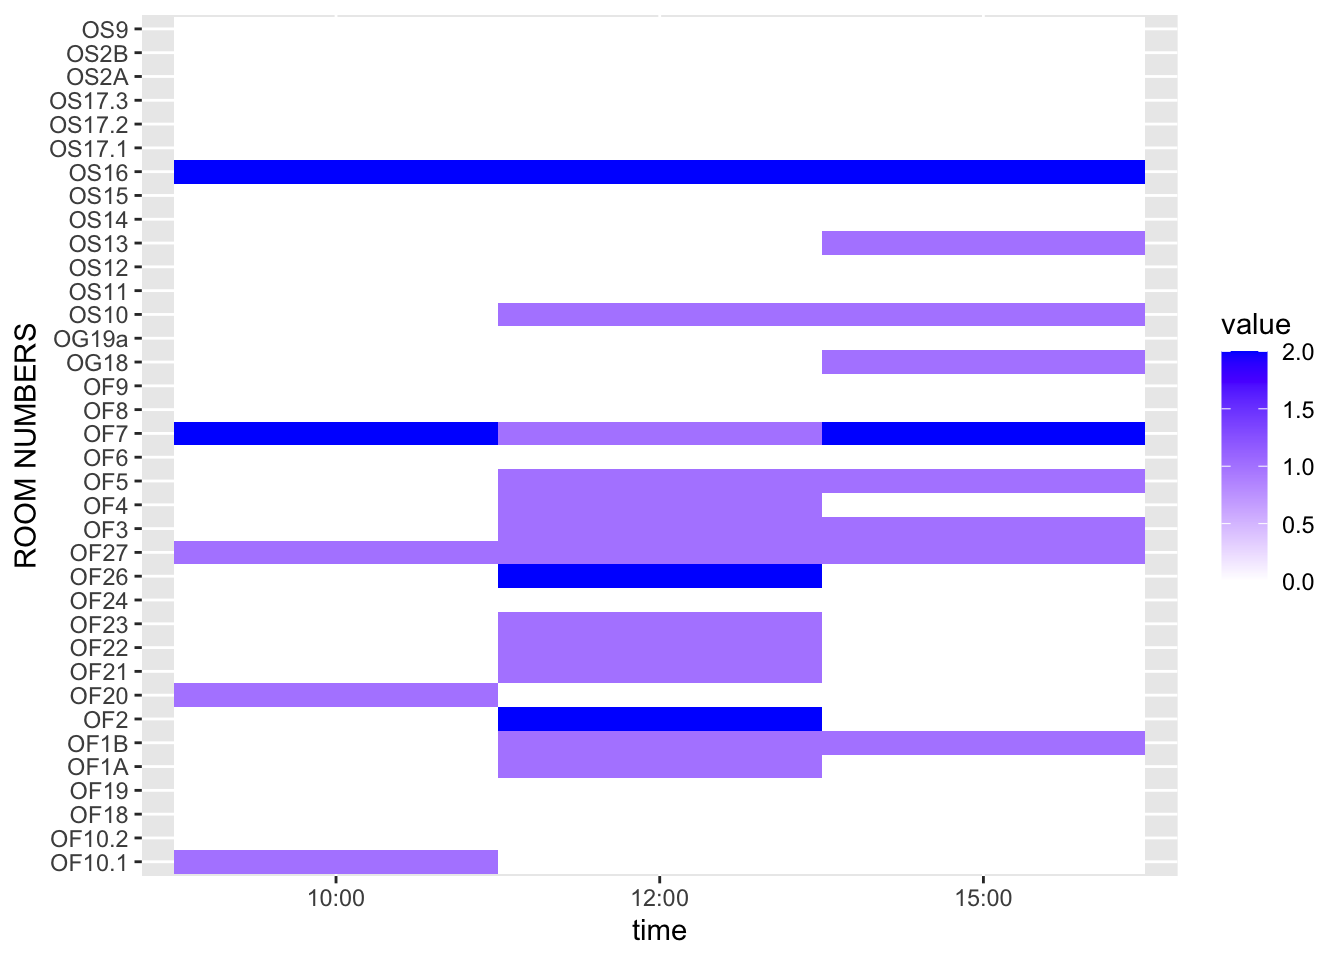 OS9
OS2B
OS2A
OS17.3
OS17.2
OS17.1
OS16
OS15
OS14
OS13
OS12
OS11
OS10
OG19a
OG18
OF9
OF8
OF7
OF6
OF5
OF4
OF3
OF27
OF26
OF24
OF23
OF22
OF21
OF20
OF2
OF1B
OF1A
OF19
OF18
OF10.2
OF10.1
ROOM NUMBERS
10:00 12:00 15:00
time
value
2.0
1.5
1.0
0.5
0.0